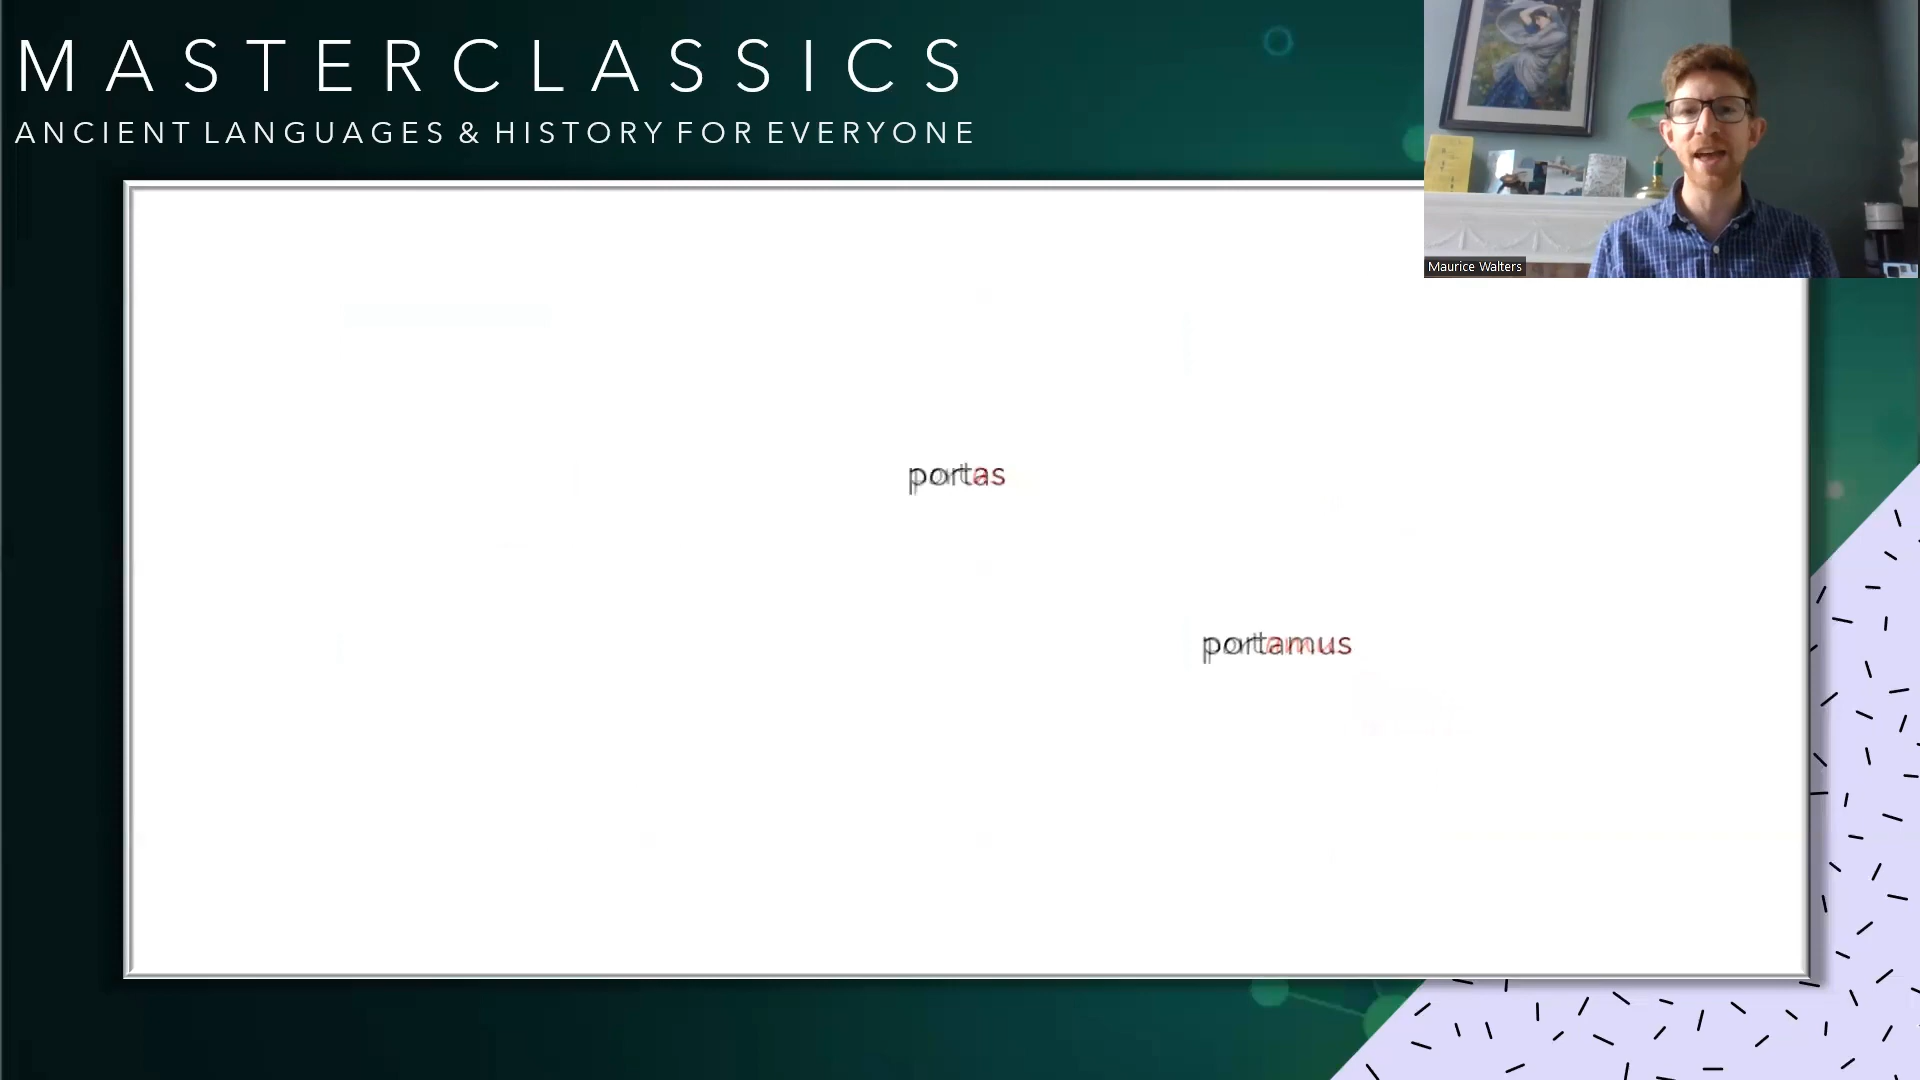 MASTERCLASSICS
ANCIENT LANGUAGES & HISTORY FOR EVERYONE
Maurice Walters
portas
portamus